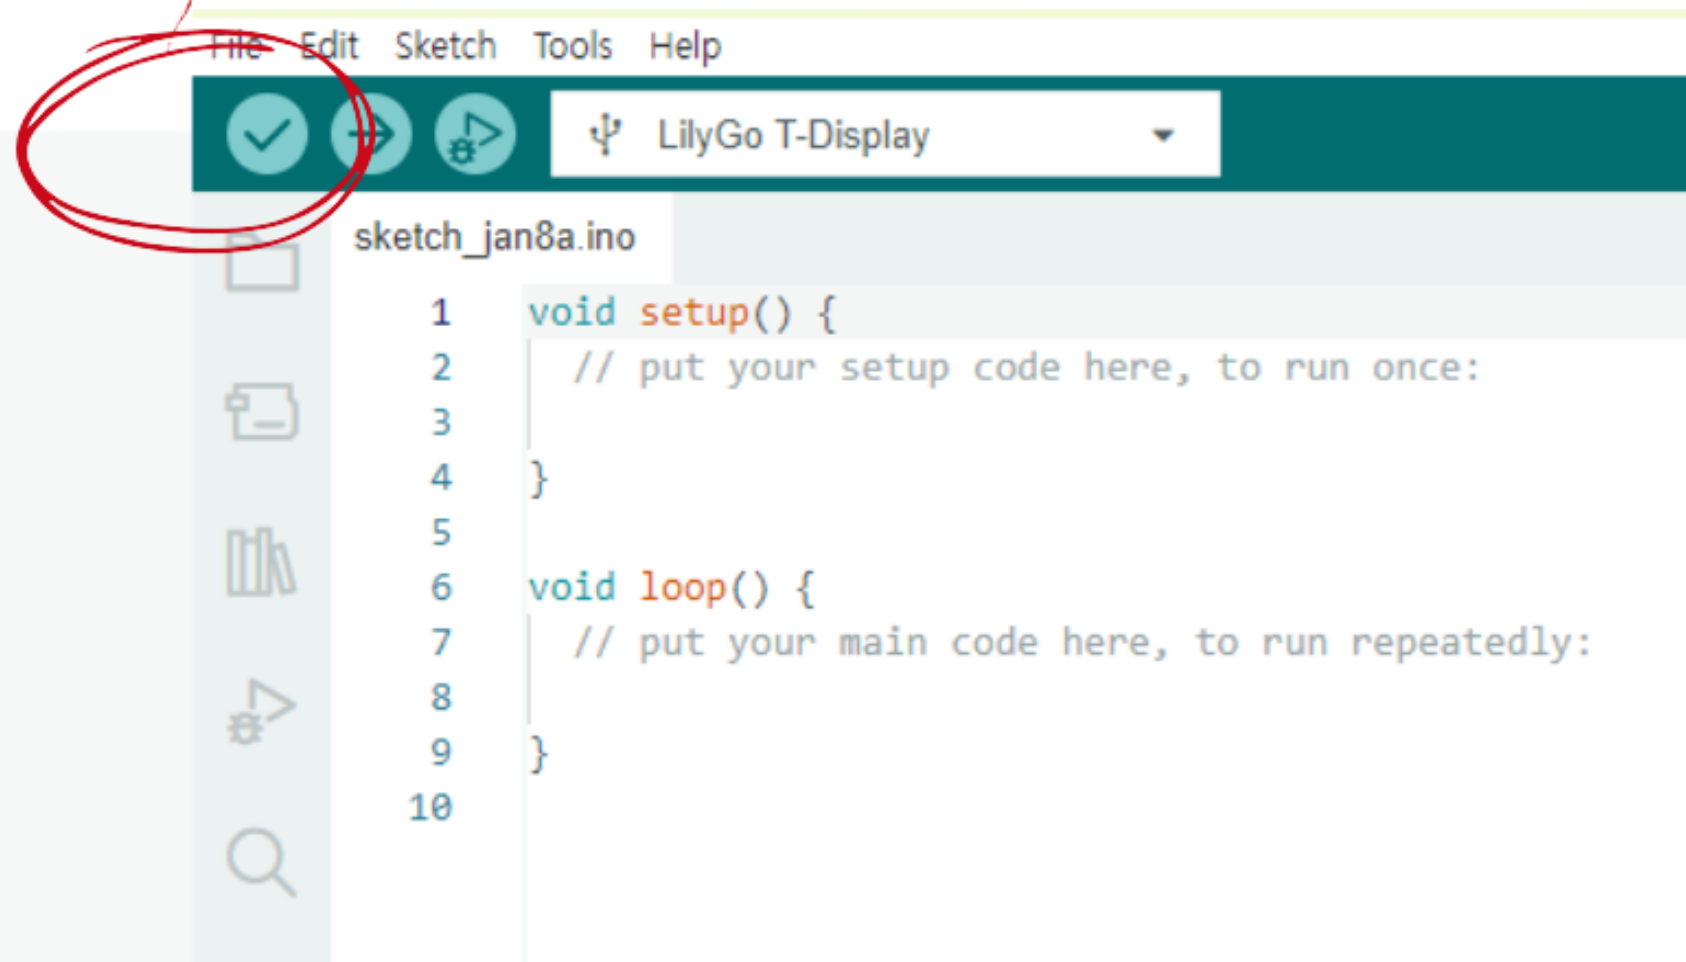 File Edit Sketch Tools Help
LilyGo T-Display
sketch_jan8a.ino
1 void setup() {
2 // put your setup code here, to run once:
3
4 }
5
6 void loop() {
7 // put your main code here, to run repeatedly:
8
9 }
10